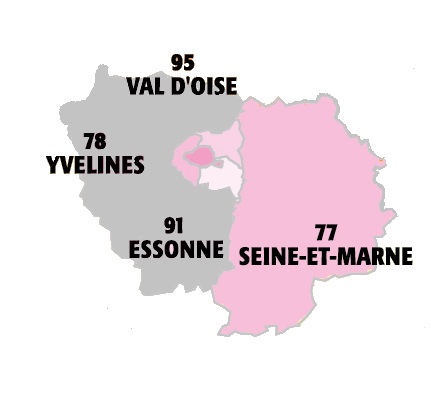 95
VAL D'OISE
78
YVELINES
91
ESSONNE
77
SEINE-ET-MARNE